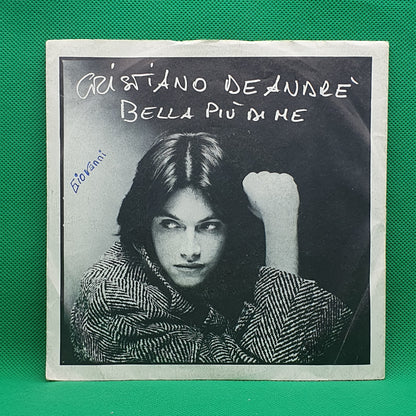 CRISTIANO DE ANDRÈ
BELLA PIÙ DI ME
Giovanni